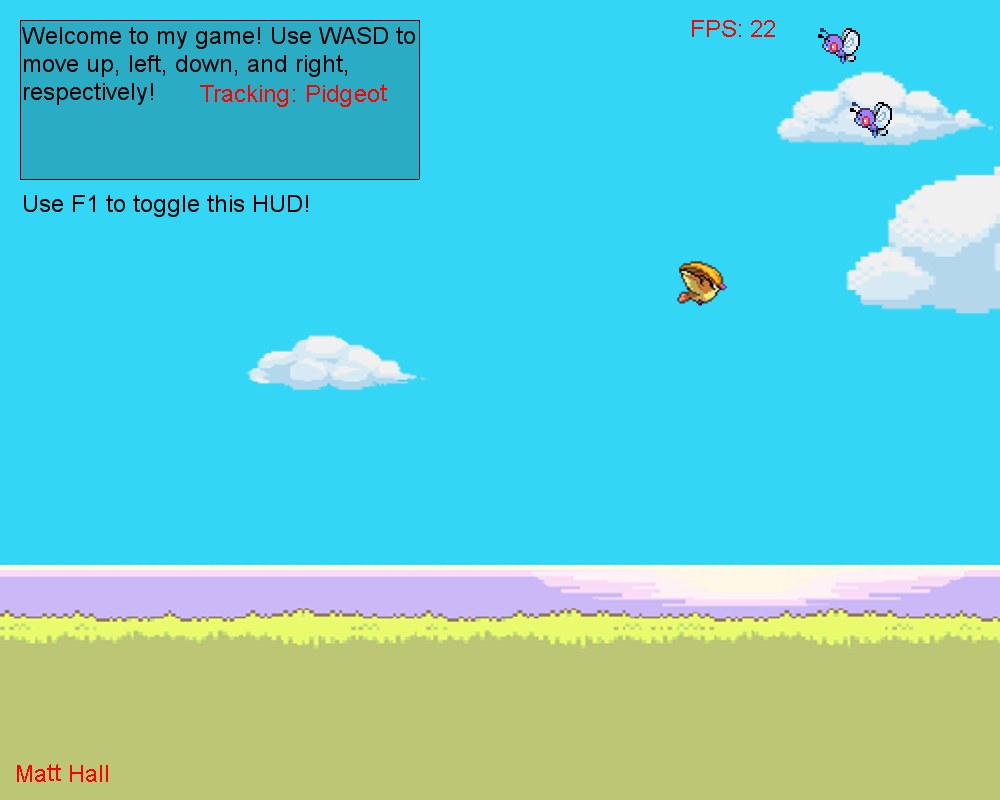 Welcome to my game! Use WASD to
move up, left, down, and right,
respectively!
Tracking: Pidgeot
FPS: 22
Use F1 to toggle this HUD!
Matt Hall